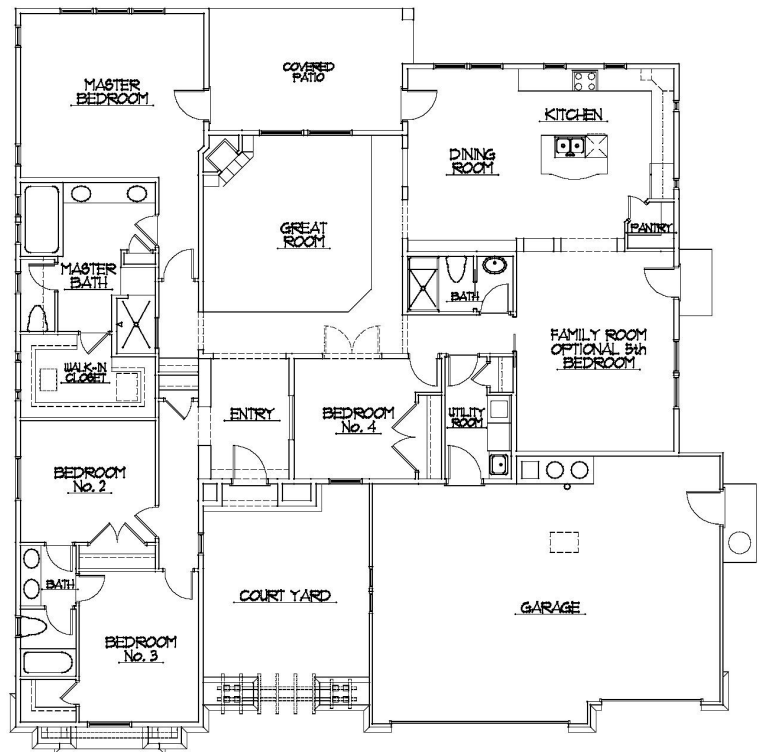 COVERED
PATIO
MASTER
BEDROOM
KITCHEN
DINING
ROOM
PANTRY
GREAT
ROOM
MASTER
BATH
BATH
FAMILY ROOM
OPTIONAL 5th
BEDROOM
WALK-IN
CLOSET
ENTRY
BEDROOM
No. 4
UTILITY
ROOM
BEDROOM
No. 2
BATH
COURT YARD
GARAGE
BEDROOM
No. 3